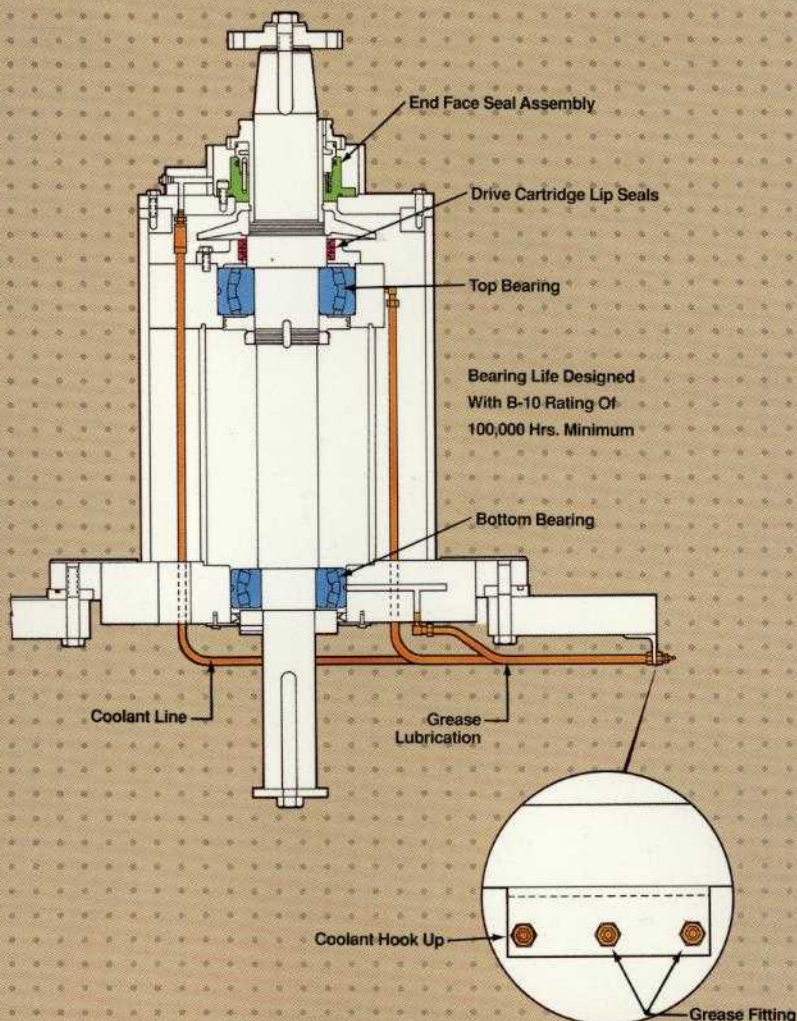 End Face Seal Assembly
Drive Cartridge Lip Seals
Top Bearing
Bearing Life Designed
With B-10 Rating Of
100,000 Hrs. Minimum
Bottom Bearing
Coolant Line
Grease
Lubrication
Coolant Hook Up
Grease Fitting